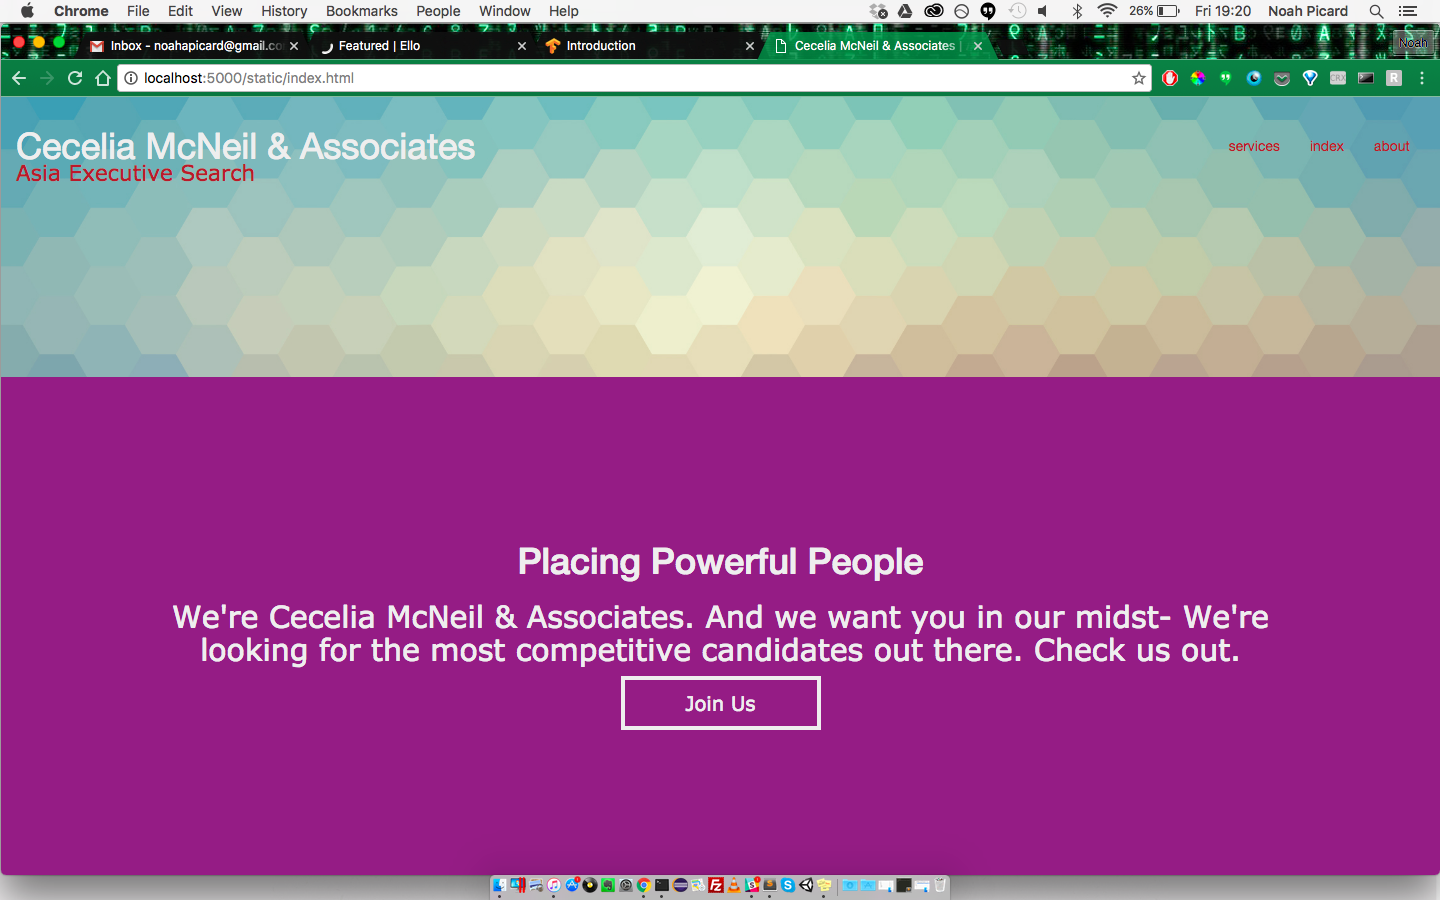 Chrome File Edit View History Bookmarks People Window Help 26% Fri 19:20 Noah Picard
Inbox - noahapicard@gmail.co Featured | Ello Introduction Cecelia McNeil & Associates | Noah
localhost:5000/static/index.html CRX R
Cecelia McNeil & Associates
Asia Executive Search
services index about
Placing Powerful People
We're Cecelia McNeil & Associates. And we want you in our midst- We're
looking for the most competitive candidates out there. Check us out.
Join Us